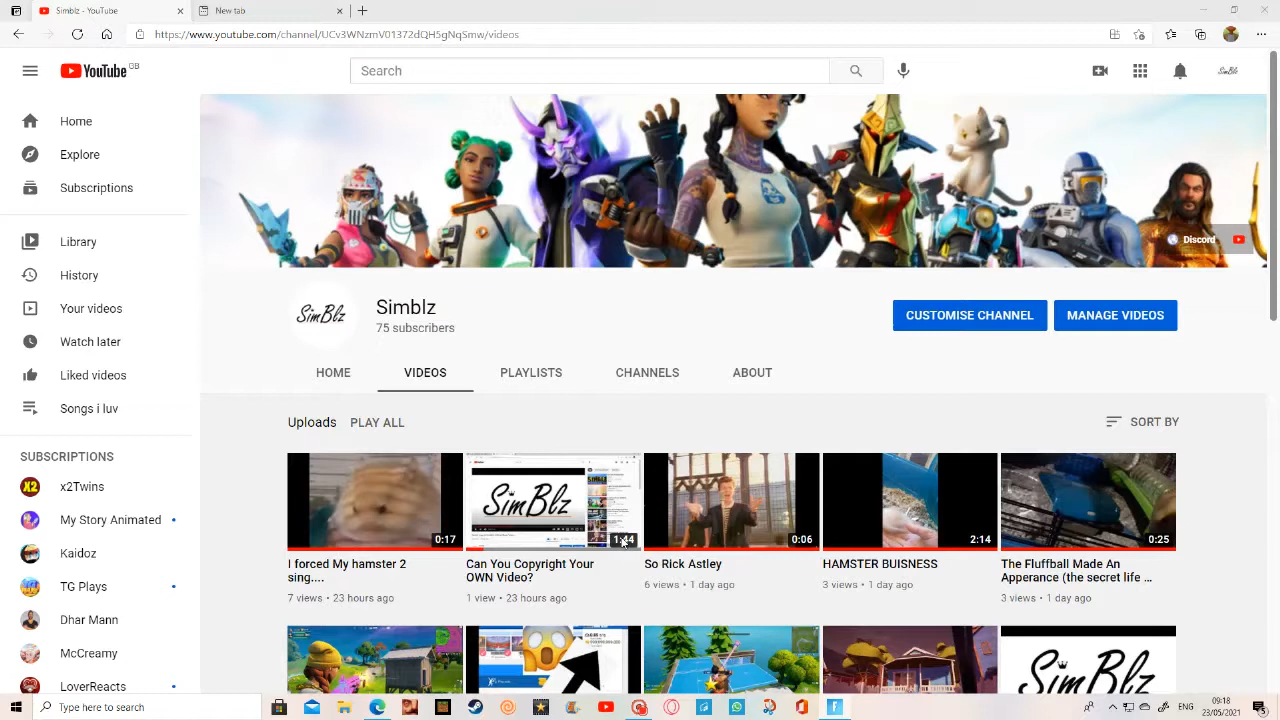 Simblz - YouTube
New tab
https://www.youtube.com/channel/UCv3WNzmV01372dQH5gNqSmw/videos
YouTube GB
Search
SimBlz
Home
Explore
Subscriptions
Library
History
Your videos
Watch later
Liked videos
Songs i luv
SUBSCRIPTIONS
X2 x2Twins
My Story Animated
Kaidoz
TG Plays
Dhar Mann
McCreamy
LoverReacts
Discord
SimBlz
Simblz
75 subscribers
CUSTOMISE CHANNEL
MANAGE VIDEOS
HOME
VIDEOS
PLAYLISTS
CHANNELS
ABOUT
Uploads
PLAY ALL
SORT BY
0:17
SimBlz
1:44
0:06
2:14
0:25
I forced My hamster 2
sing....
7 views • 23 hours ago
Can You Copyright Your
OWN Video?
1 view • 23 hours ago
So Rick Astley
6 views • 1 day ago
HAMSTER BUISNESS
3 views • 1 day ago
The Fluffball Made An
Apperance (the secret life ...
3 views • 1 day ago
SimBlz
Type here to search
09:18
23/05/2021